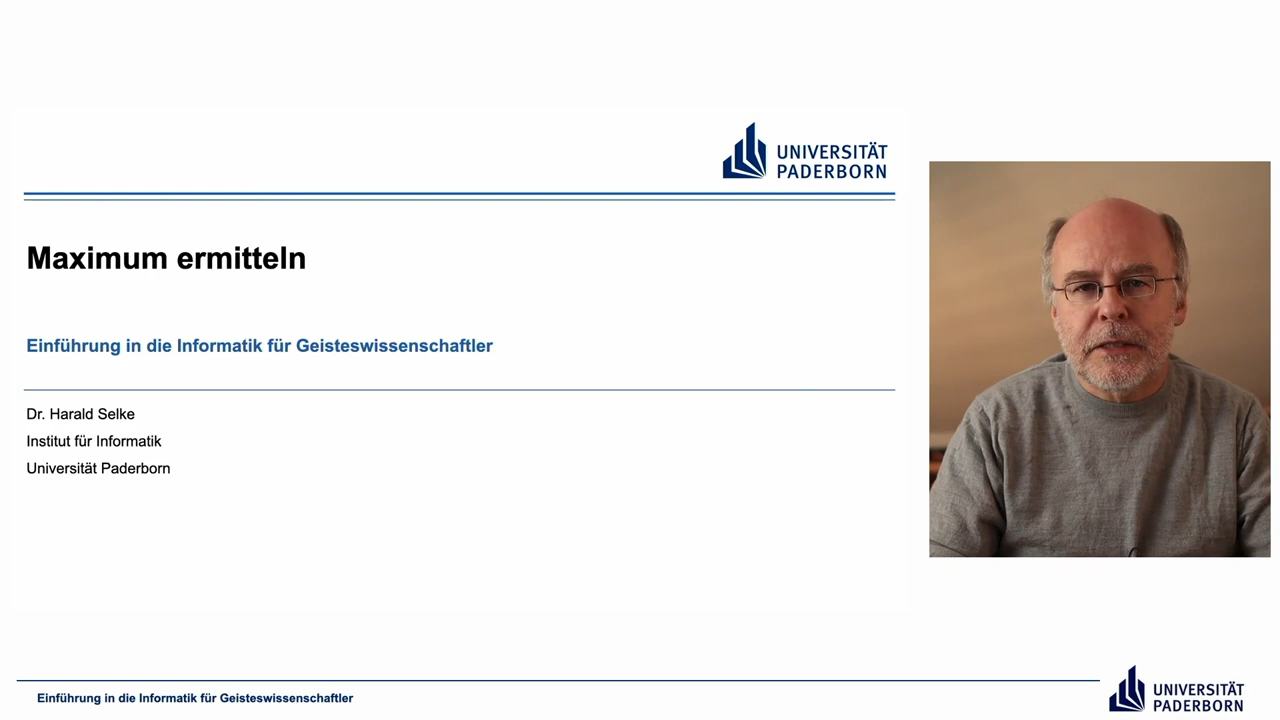 UNIVERSITÄT
PADERBORN
Maximum ermitteln
Einführung in die Informatik für Geisteswissenschaftler
Dr. Harald Selke
Institut für Informatik
Universität Paderborn
Einführung in die Informatik für Geisteswissenschaftler
UNIVERSITÄT
PADERBORN